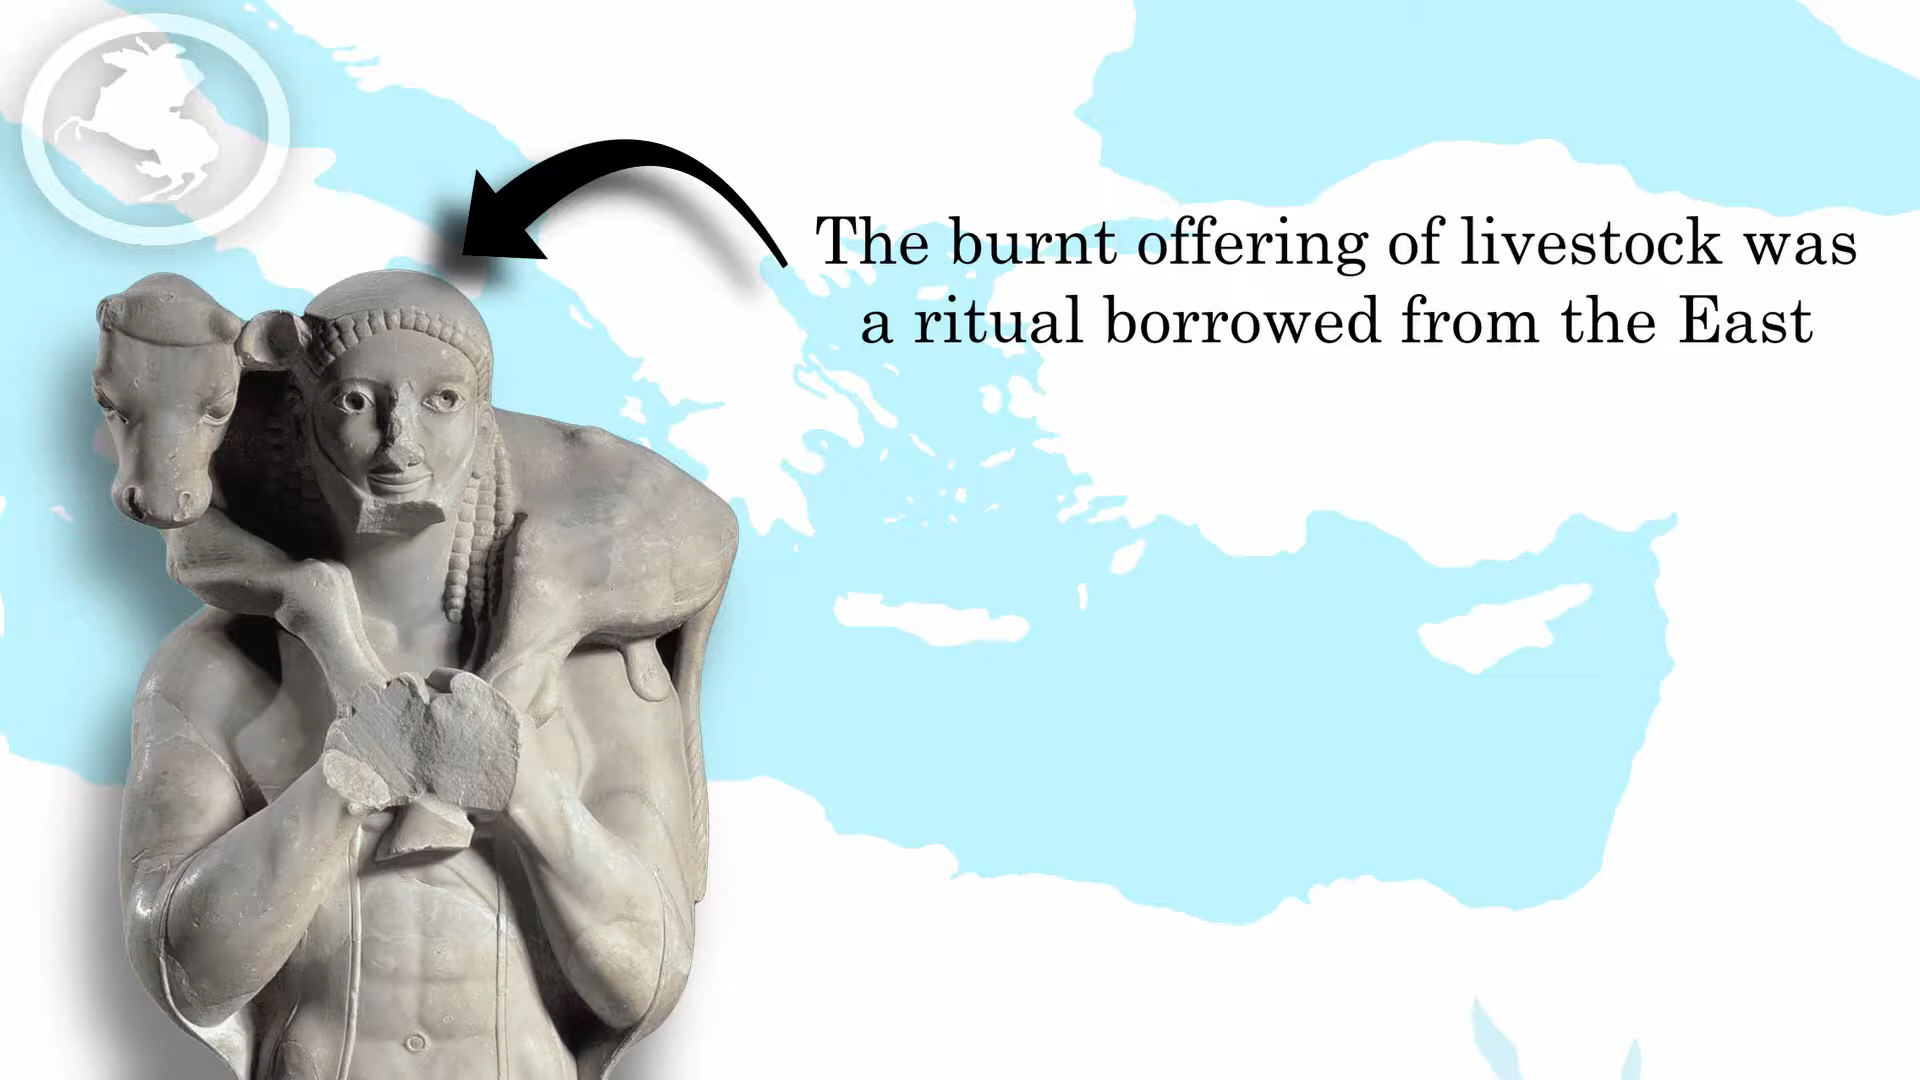 The burnt offering of livestock was
a ritual borrowed from the East